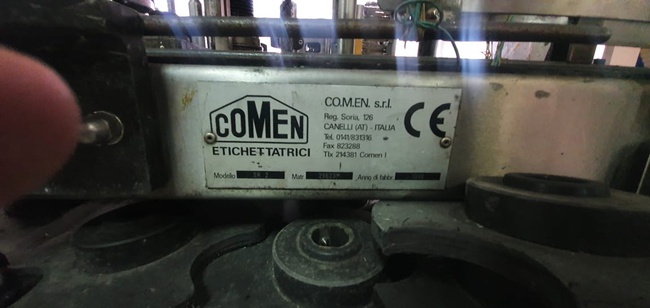 COMEN
ETICHETTATRICI
CO.M.EN. s.r.l.
Reg. Soria, 126
CANELLI (AT) - ITALIA
Tel. 0141/831316
Fax 823288
Tlx 214381 Comen I
CE
Modello
Matr
Anno di fabbr.